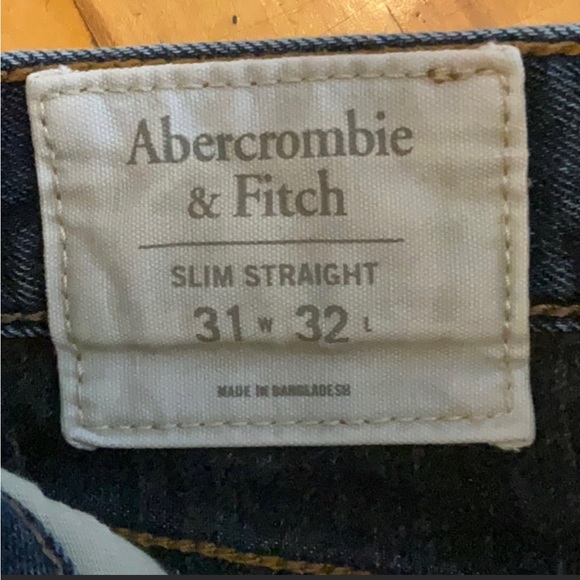 Abercrombie
& Fitch
SLIM STRAIGHT
31 W 32 L
MADE IN BANGLADESH